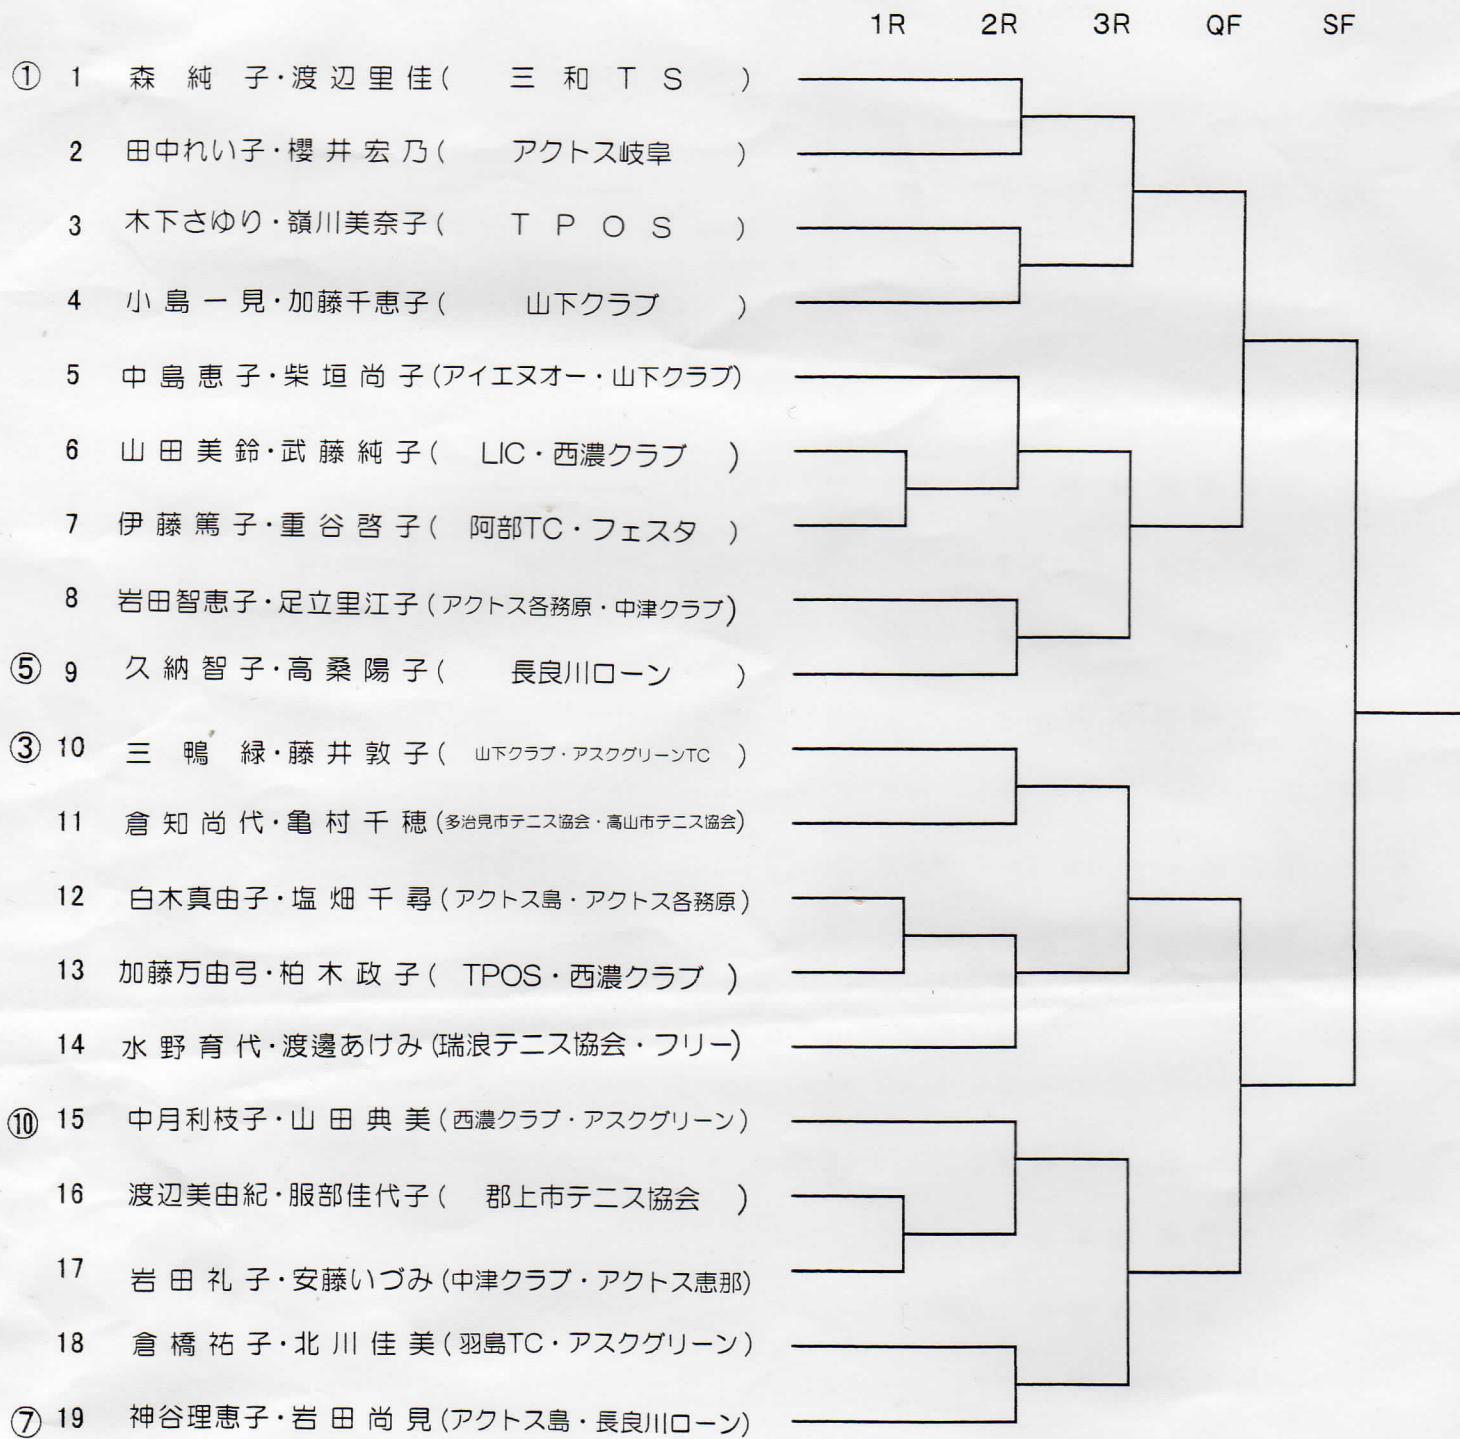 1R 2R 3R QF SF
① 1 森 純 子・渡辺里佳( 三 和 T S )
2 田中れい子・櫻井宏乃( アクトス岐阜 )
3 木下さゆり・嶺川美奈子( T P O S )
4 小島一見・加藤千恵子( 山下クラブ )
5 中島恵子・柴垣尚子(アイエヌオー・山下クラブ)
6 山田美鈴・武藤純子( LIC・西濃クラブ )
7 伊藤篤子・重谷啓子( 阿部TC・フェスタ )
8 岩田智恵子・足立里江子(アクトス各務原・中津クラブ)
⑤ 9 久納智子・高桑陽子( 長良川ローン )
③ 10 三 鴨 緑・藤井敦子( 山下クラブ・アスクグリーンTC )
11 倉知尚代・亀村千穂(多治見市テニス協会・高山市テニス協会)
12 白木真由子・塩畑千尋(アクトス島・アクトス各務原)
13 加藤万由弓・柏木政子( TPOS・西濃クラブ )
14 水野育代・渡邊あけみ(瑞浪テニス協会・フリー)
⑩ 15 中月利枝子・山田典美(西濃クラブ・アスクグリーン)
16 渡辺美由紀・服部佳代子( 郡上市テニス協会 )
17 岩田礼子・安藤いづみ(中津クラブ・アクトス恵那)
18 倉橋祐子・北川佳美(羽島TC・アスクグリーン)
⑦ 19 神谷理恵子・岩田尚見(アクトス島・長良川ローン)